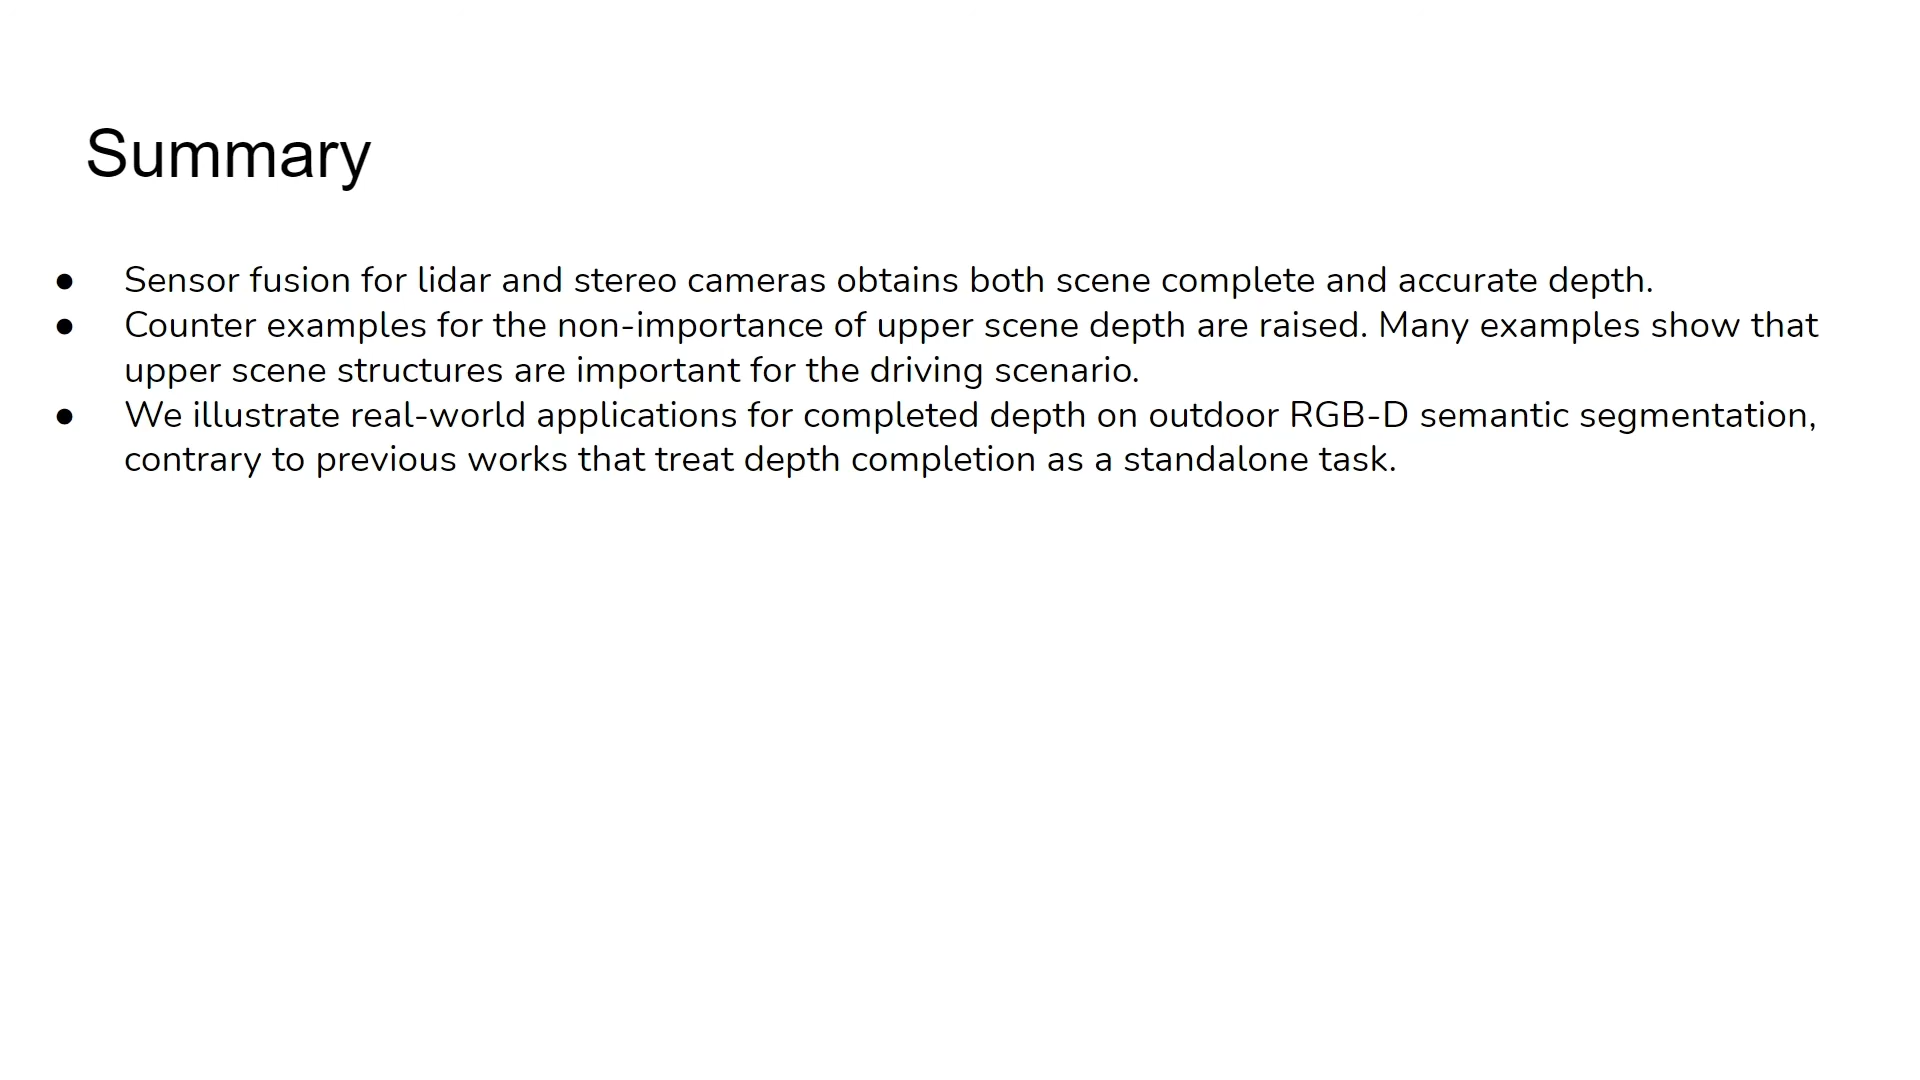 Summary
● Sensor fusion for lidar and stereo cameras obtains both scene complete and accurate depth.
● Counter examples for the non-importance of upper scene depth are raised. Many examples show that
upper scene structures are important for the driving scenario.
● We illustrate real-world applications for completed depth on outdoor RGB-D semantic segmentation,
contrary to previous works that treat depth completion as a standalone task.